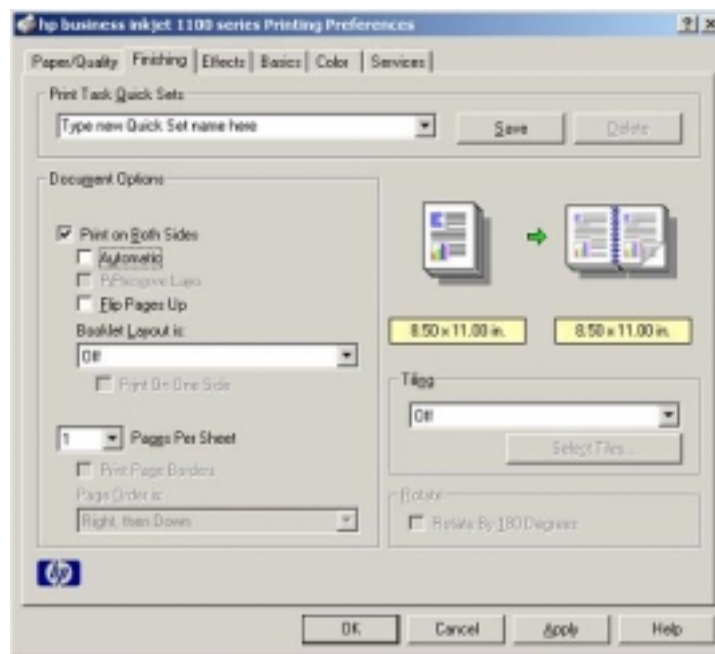 hp business inkjet 1100 series Printing Preferences
Paper/Quality Finishing Effects Basics Color Services
Print Task Quick Sets
Type new Quick Set name here Save Delete
Document Options
Print on Both Sides
Automatic
Preserve Layo
Flip Pages Up
Booklet Layout is:
Off
Print On One Side
1 Pages Per Sheet
Print Page Borders
Page Order is:
Right, then Down
8.50 x 11.00 in. 8.50 x 11.00 in.
Tiling
Off
Select Tiles...
Rotate
Rotate By 180 Degrees
hp
OK Cancel Apply Help